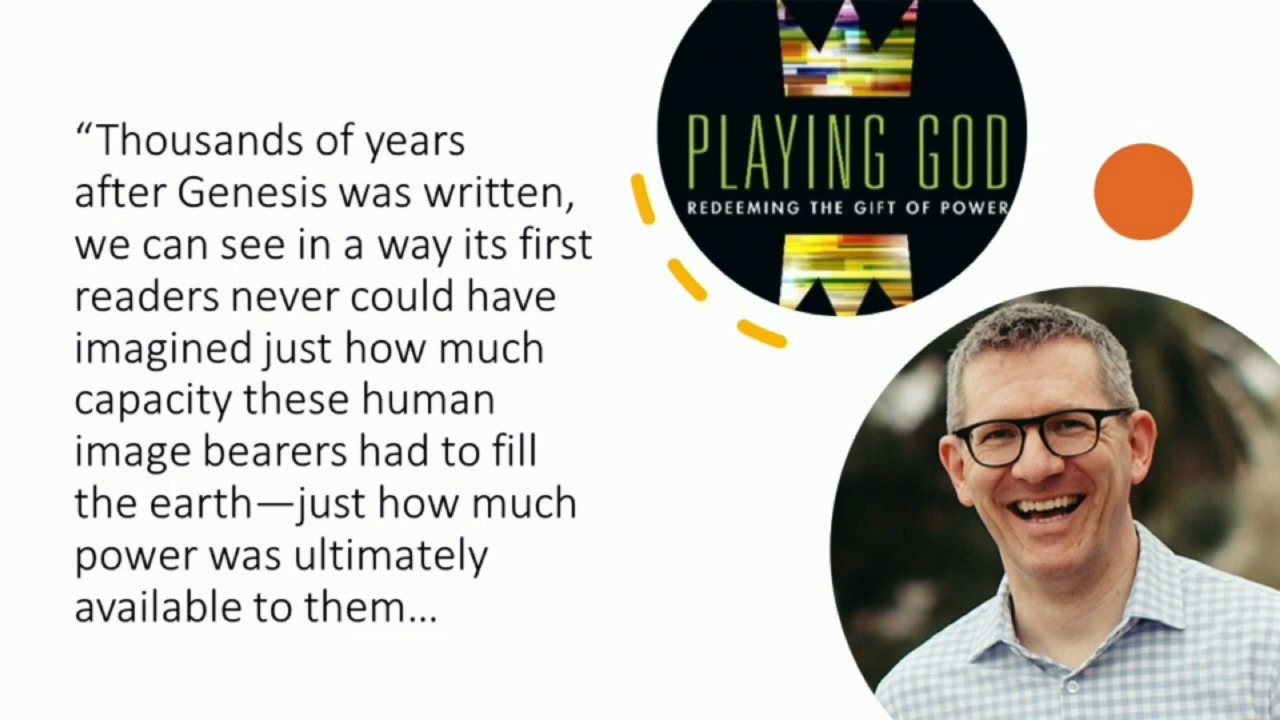 “Thousands of years
after Genesis was written,
we can see in a way its first
readers never could have
imagined just how much
capacity these human
image bearers had to fill
the earth—just how much
power was ultimately
available to them...
PLAYING GOD
REDEEMING THE GIFT OF POWER